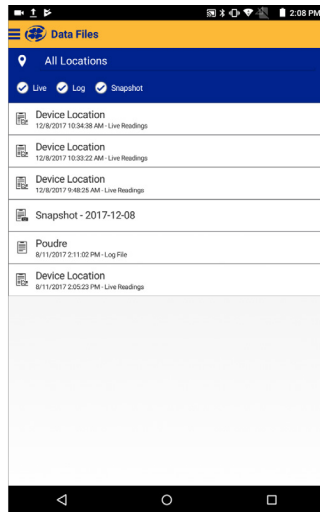 2:08 PM
Data Files
All Locations
Live Log Snapshot
Device Location
12/8/2017 10:34:38 AM - Live Readings
Device Location
12/8/2017 10:33:22 AM - Live Readings
Device Location
12/8/2017 9:48:25 AM - Live Readings
Snapshot - 2017-12-08
Poudre
8/11/2017 2:11:02 PM - Log File
Device Location
8/11/2017 2:05:23 PM - Live Readings